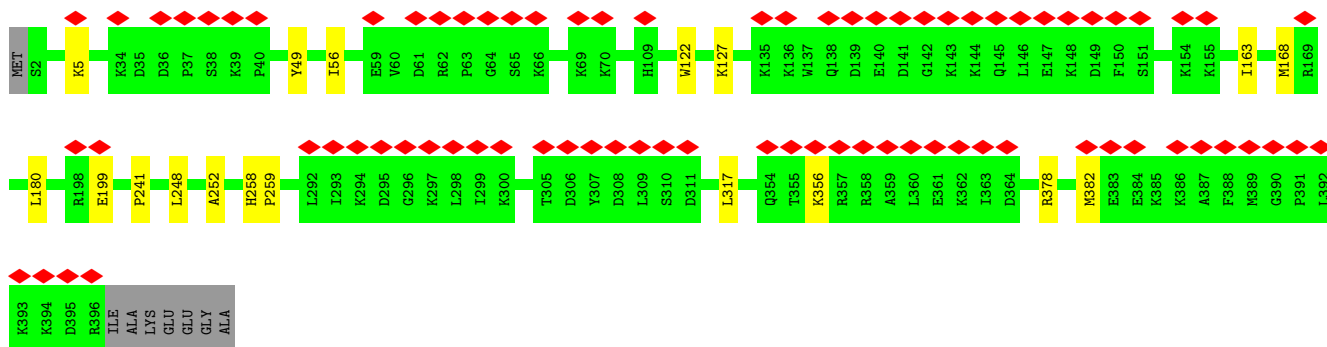 MET S2 K5 K34 D35 D36 P37 S38 K39 P40 Y49 I56 E59 V60 D61 R62 P63 G64 S65 K66 K69 K70 H109 W122 K127 K135 K136 W137 Q138 D139 E140 D141 G142 K143 K144 Q145 L146 E147 K148 D149 F150 S151 K154 K155 I163 M168 R169
L180 R198 E199 P241 L248 A252 H258 P259 L292 I293 K294 D295 G296 K297 L298 I299 K300 T305 D306 Y307 D308 L309 S310 D311 L317 Q354 T355 K356 R357 R358 A359 L360 E361 K362 I363 D364 R378 M382 E383 E384 K385 K386 A387 F388 M389 G390 P391 L392
K393 K394 D395 R396 ILE ALA LYS GLU GLU GLY ALA